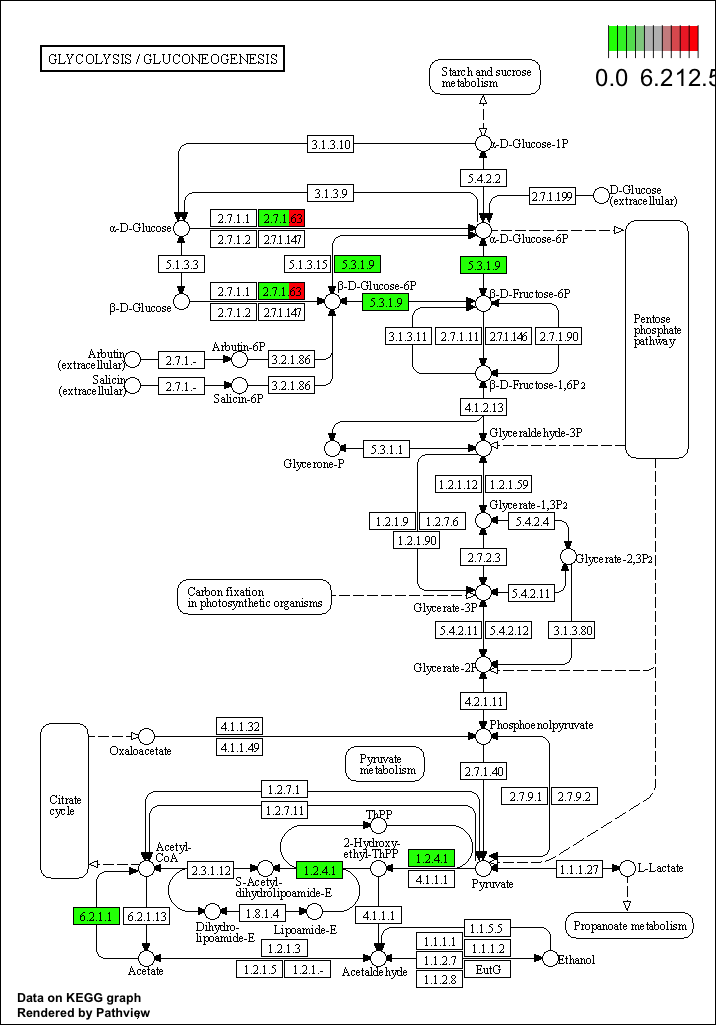 GLYCOLYSIS / GLUCONEOGENESIS
0.0 6.2 12.5
Starch and sucrose
metabolism
3.1.3.10
α-D-Glucose-1P
5.4.2.2
3.1.3.9
2.7.1.199
D-Glucose
(extracellular)
2.7.1.1 2.7.1.63
α-D-Glucose
2.7.1.2 2.7.1.147
α-D-Glucose-6P
5.1.3.3
5.1.3.15 5.3.1.9
5.3.1.9
2.7.1.1 2.7.1.63
β-D-Glucose-6P
5.3.1.9
β-D-Fructose-6P
β-D-Glucose
2.7.1.2 2.7.1.147
Pentose
phosphate
pathway
3.1.3.11 2.7.1.11 2.7.1.146 2.7.1.90
Arbutin
(extracellular)
2.7.1.-
Arbutin-6P
3.2.1.86
Salicin
(extracellular)
2.7.1.-
Salicin-6P
3.2.1.86
β-D-Fructose-1,6P2
4.1.2.13
Glyceraldehyde-3P
5.3.1.1
Glycerone-P
1.2.1.12 1.2.1.59
Glycerate-1,3P2
1.2.1.9 1.2.7.6
5.4.2.4
1.2.1.90
2.7.2.3
Glycerate-2,3P2
Carbon fixation
in photosynthetic organisms
5.4.2.11
Glycerate-3P
5.4.2.11 5.4.2.12
3.1.3.80
Glycerate-2P
4.2.1.11
4.1.1.32
Phosphoenolpyruvate
Oxaloacetate
4.1.1.49
Pyruvate
metabolism
2.7.1.40
Citrate
cycle
1.2.7.1
2.7.9.1 2.7.9.2
1.2.7.11
ThPP
Acetyl-
CoA
2-Hydroxy-
ethyl-ThPP
1.2.4.1
2.3.1.12
1.2.4.1
4.1.1.1
1.1.1.27
L-Lactate
S-Acetyl-
dihydrolipoamide-E
Pyruvate
6.2.1.1 6.2.1.13
1.8.1.4
4.1.1.1
Dihydro-
lipoamide-E
Lipoamide-E
1.1.5.5
Propanoate metabolism
1.2.1.3
1.1.1.1 1.1.1.2
1.1.2.7
Ethanol
1.2.1.5 1.2.1.-
EutG
Acetate
Acetaldehyde
1.1.2.8
Data on KEGG graph
Rendered by Pathview